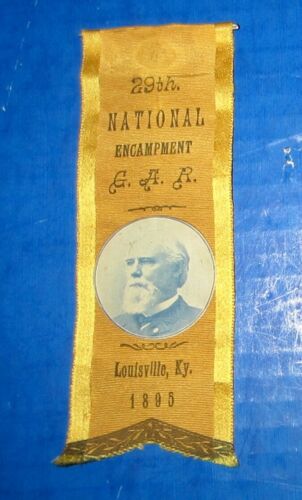 29th.
NATIONAL
ENCAMPMENT
G. A. R.
Louisville, Ky.
1895